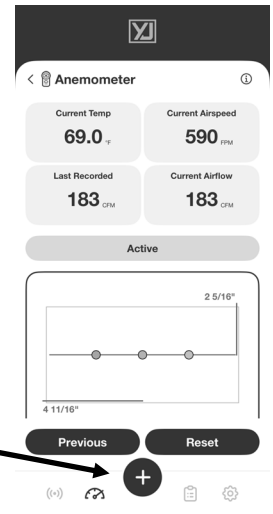 YJ
Anemometer
Current Temp Current Airspeed
69.0 °F 590 FPM
Last Recorded Current Airflow
183 CFM 183 CFM
Active
2 5/16"
4 11/16"
Previous Reset
+